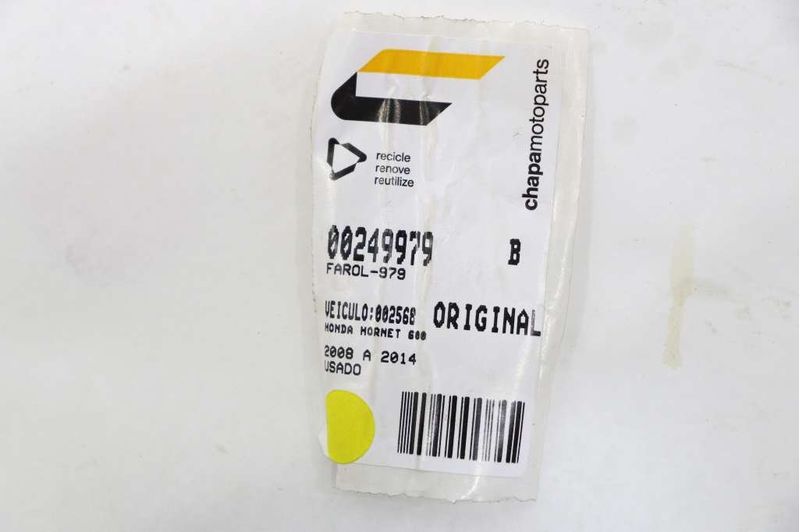 chapamotoparts
recicle
renove
reutilize
00249979 B
FAROL-979
VEICULO:002568 ORIGINAL
HONDA HORNET 600
2008 A 2014
USADO